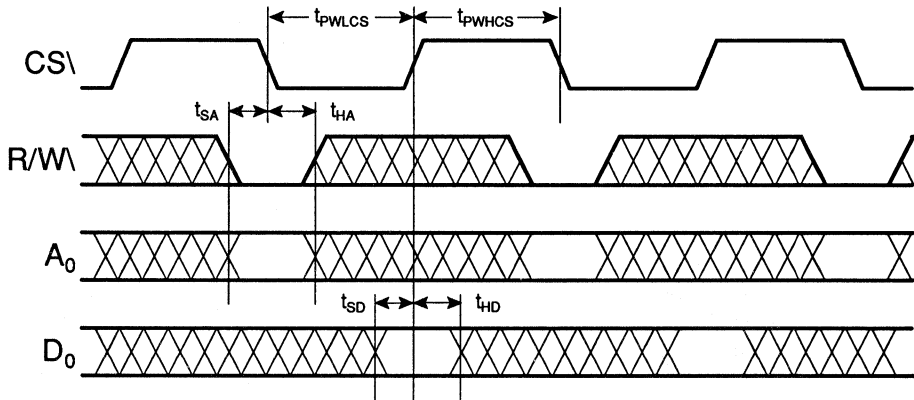 tPWLCS tPWHCS
CS\
tSA tHA
R/W\
A0
tSD tHD
D0